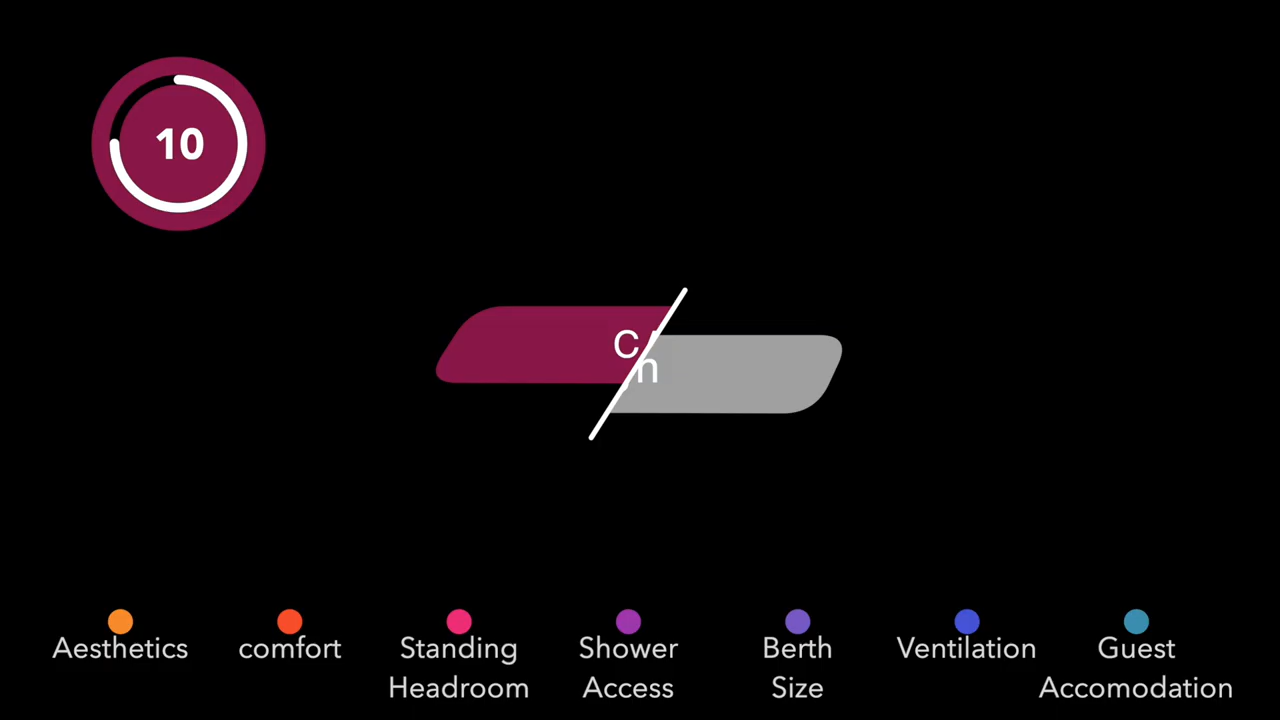 10
Aesthetics
comfort
Standing
Headroom
Shower
Access
Berth
Size
Ventilation
Guest
Accomodation